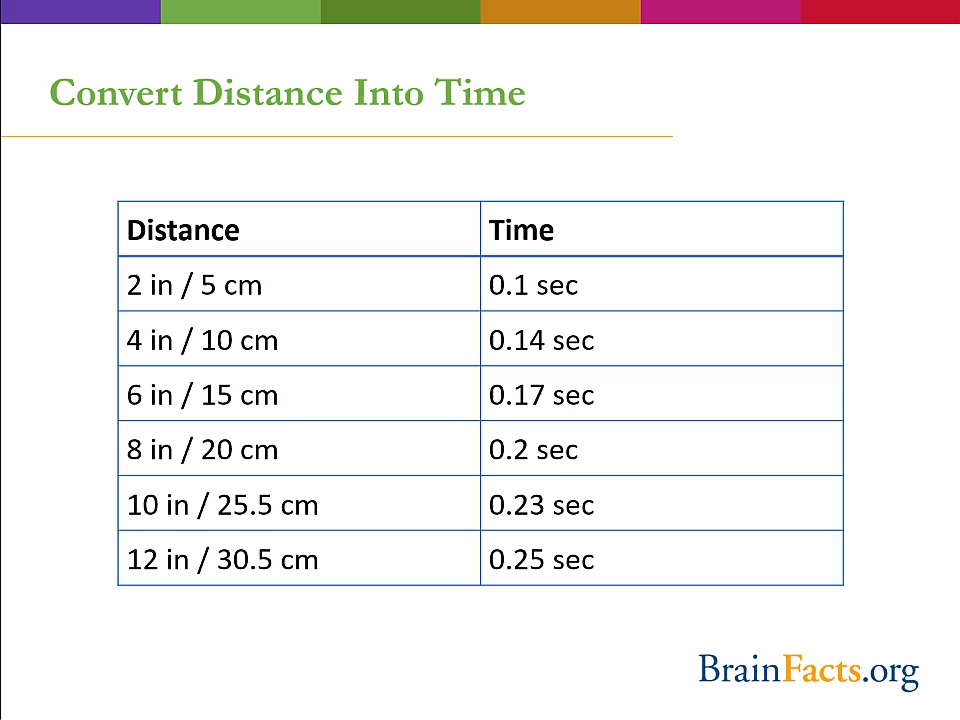 Convert Distance Into Time
Distance Time
2 in / 5 cm 0.1 sec
4 in / 10 cm 0.14 sec
6 in / 15 cm 0.17 sec
8 in / 20 cm 0.2 sec
10 in / 25.5 cm 0.23 sec
12 in / 30.5 cm 0.25 sec
BrainFacts.org